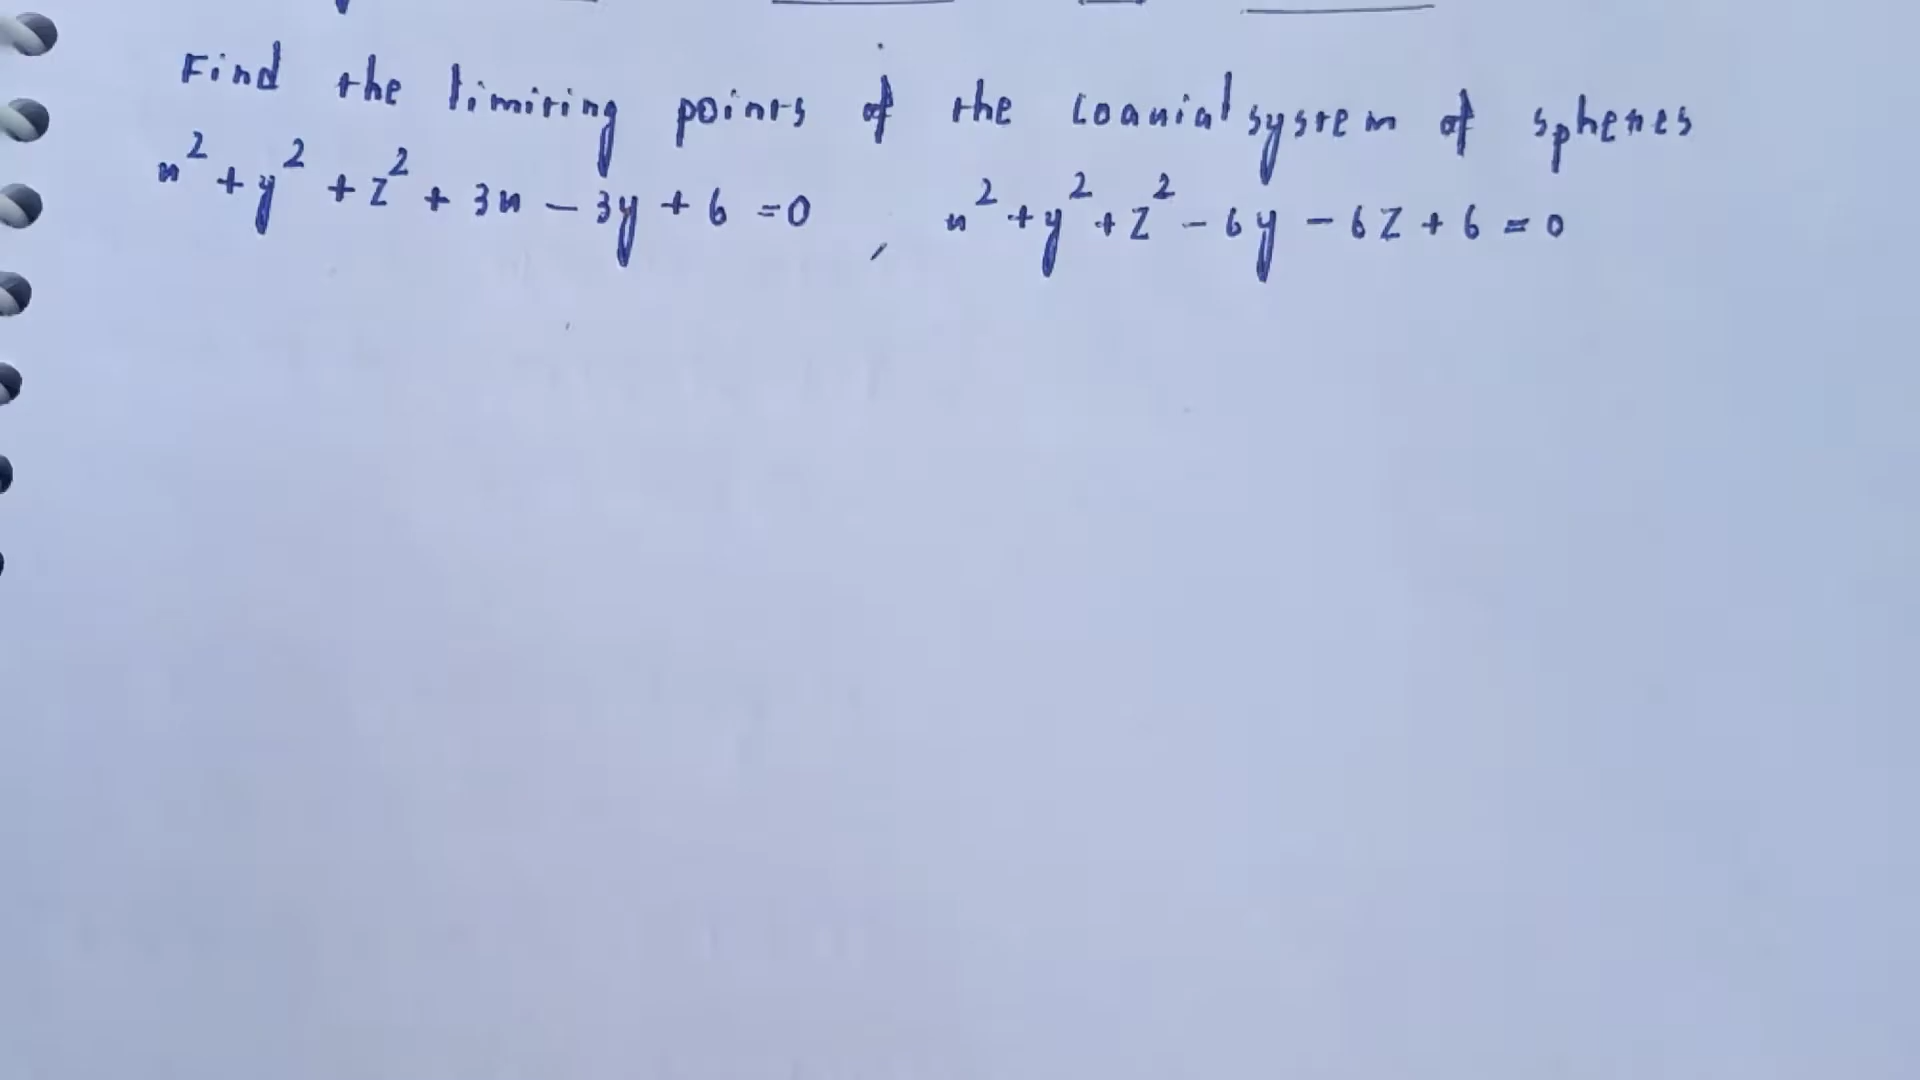 Find the limiting points of the coaxial system of spheres
x² + y² + z² + 3x - 3y + 6 = 0 , x² + y² + z² - 6y - 6z + 6 = 0